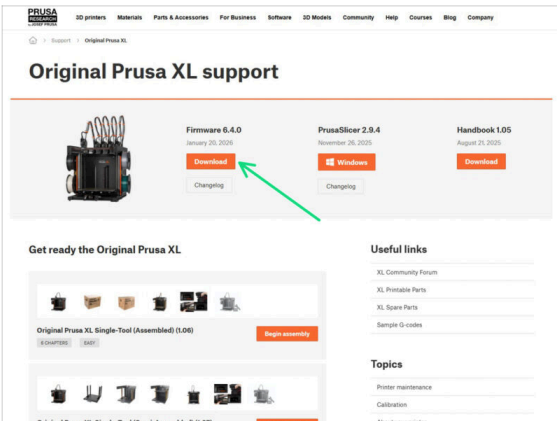 PRUSA
RESEARCH
by JOSEF PRUSA
3D printers Materials Parts & Accessories For Business Software 3D Models Community Help Courses Blog Company
Support > Original Prusa XL
Original Prusa XL support
Firmware 6.4.0
January 20, 2026
Download
Changelog
PrusaSlicer 2.9.4
November 26, 2025
Windows
Changelog
Handbook 1.05
August 21, 2025
Download
Get ready the Original Prusa XL
Original Prusa XL Single-Tool (Assembled) (1.06)
8 CHAPTERS EASY
Begin assembly
Useful links
XL Community Forum
XL Printable Parts
XL Spare Parts
Sample G-codes
Topics
Printer maintenance
Calibration